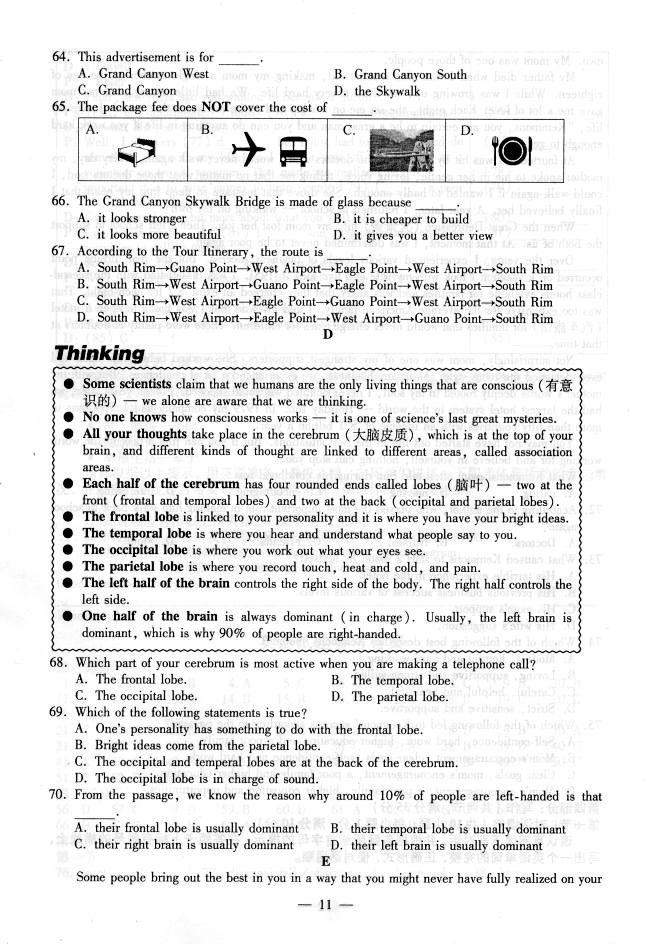 64. This advertisement is for ______.
A. Grand Canyon West B. Grand Canyon South
C. Grand Canyon D. the Skywalk
65. The package fee does NOT cover the cost of ______.
A. B. C. D.
66. The Grand Canyon Skywalk Bridge is made of glass because ______.
A. it looks stronger B. it is cheaper to build
C. it looks more beautiful D. it gives you a better view
67. According to the Tour Itinerary, the route is ______.
A. South Rim→Guano Point→West Airport→Eagle Point→West Airport→South Rim
B. South Rim→West Airport→Guano Point→Eagle Point→West Airport→South Rim
C. South Rim→West Airport→Eagle Point→Guano Point→West Airport→South Rim
D. South Rim→West Airport→Eagle Point→West Airport→Guano Point→South Rim
D
Thinking
● Some scientists claim that we humans are the only living things that are conscious (有意
识的) — we alone are aware that we are thinking.
● No one knows how consciousness works — it is one of science's last great mysteries.
● All your thoughts take place in the cerebrum (大脑皮质), which is at the top of your
brain, and different kinds of thought are linked to different areas, called association
areas.
● Each half of the cerebrum has four rounded ends called lobes (脑叶) — two at the
front (frontal and temporal lobes) and two at the back (occipital and parietal lobes).
● The frontal lobe is linked to your personality and it is where you have your bright ideas.
● The temporal lobe is where you hear and understand what people say to you.
● The occipital lobe is where you work out what your eyes see.
● The parietal lobe is where you record touch, heat and cold, and pain.
● The left half of the brain controls the right side of the body. The right half controls the
left side.
● One half of the brain is always dominant (in charge). Usually, the left brain is
dominant, which is why 90% of people are right-handed.
68. Which part of your cerebrum is most active when you are making a telephone call?
A. The frontal lobe. B. The temporal lobe.
C. The occipital lobe. D. The parietal lobe.
69. Which of the following statements is true?
A. One's personality has something to do with the frontal lobe.
B. Bright ideas come from the parietal lobe.
C. The occipital and temperal lobes are at the back of the cerebrum.
D. The occipital lobe is in charge of sound.
70. From the passage, we know the reason why around 10% of people are left-handed is that
______.
A. their frontal lobe is usually dominant B. their temporal lobe is usually dominant
C. their right brain is usually dominant D. their left brain is usually dominant
E
Some people bring out the best in you in a way that you might never have fully realized on your
— 11 —